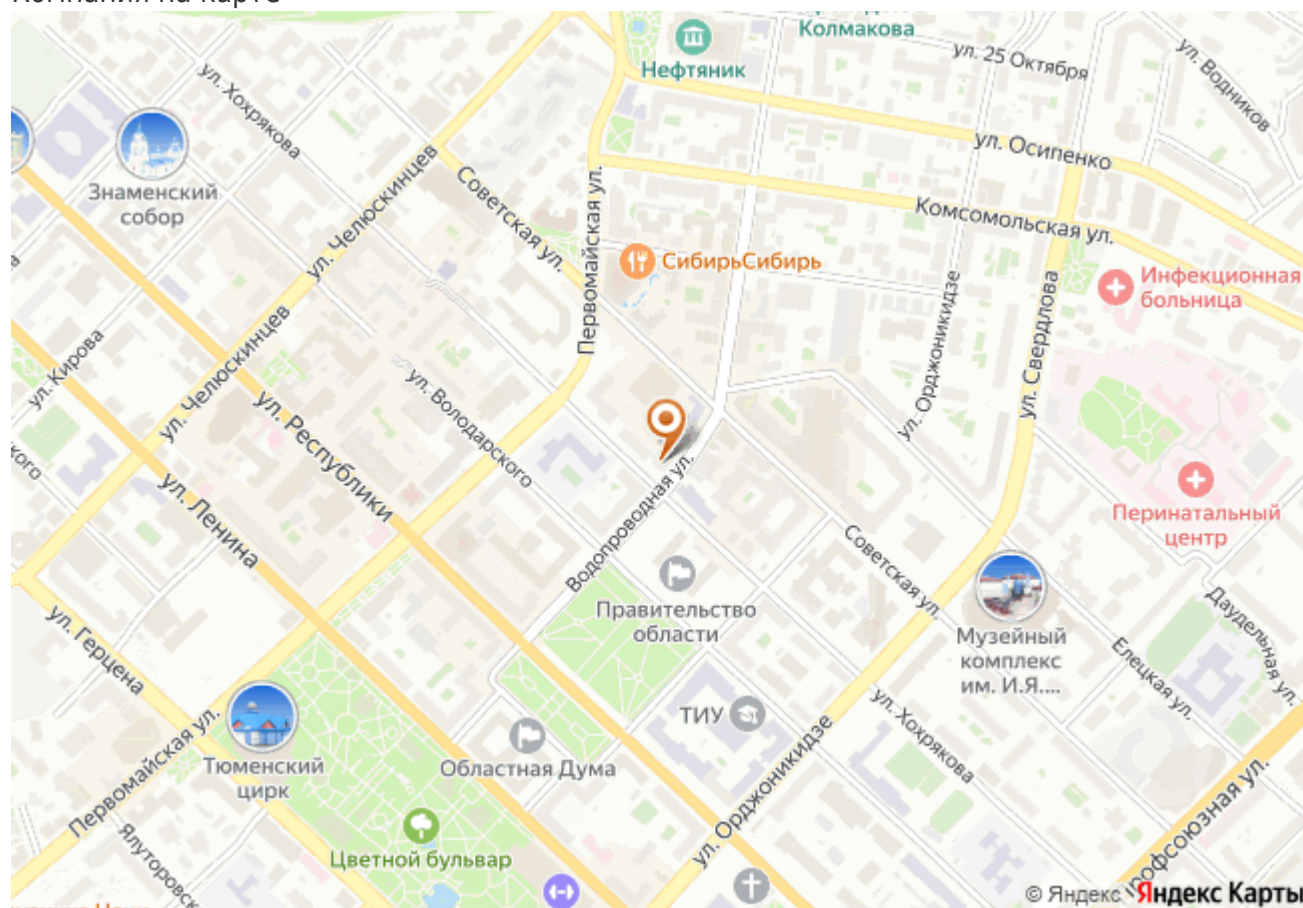 Компания на карте
Колмакова
ул. 25 Октября
ул. Водников
Нефтяник
ул. Хохрякова
ул. Осипенко
Знаменский
собор
ул. Челюскинцев
Советская ул.
Первомайская ул.
Комсомольская ул.
СибирьСибирь
Инфекционная
больница
ул. Орджоникидзе
ул. Свердлова
ул. Кирова
ул. Челюскинцев
ул. Володарского
ул. Республики
ул. Ленина
Водопроводная ул.
Перинатальный
центр
Советская ул.
Правительство
области
Музейный
комплекс
им. И.Я....
Даудельная ул.
Елецкая ул.
ул. Герцена
ТИУ
ул. Хохрякова
Областная Дума
Тюменский
цирк
Первомайская ул.
ул. Орджоникидзе
Цветной бульвар
© Яндекс
Яндекс Карты